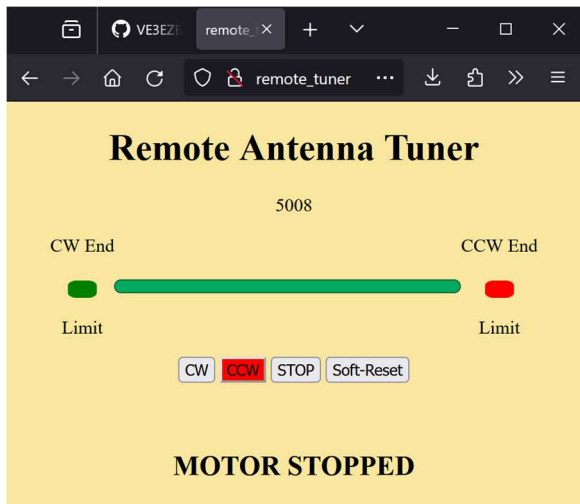 VE3EZ
remote_
remote_tuner
Remote Antenna Tuner
5008
CW End
CCW End
Limit
Limit
CW CCW STOP Soft-Reset
MOTOR STOPPED